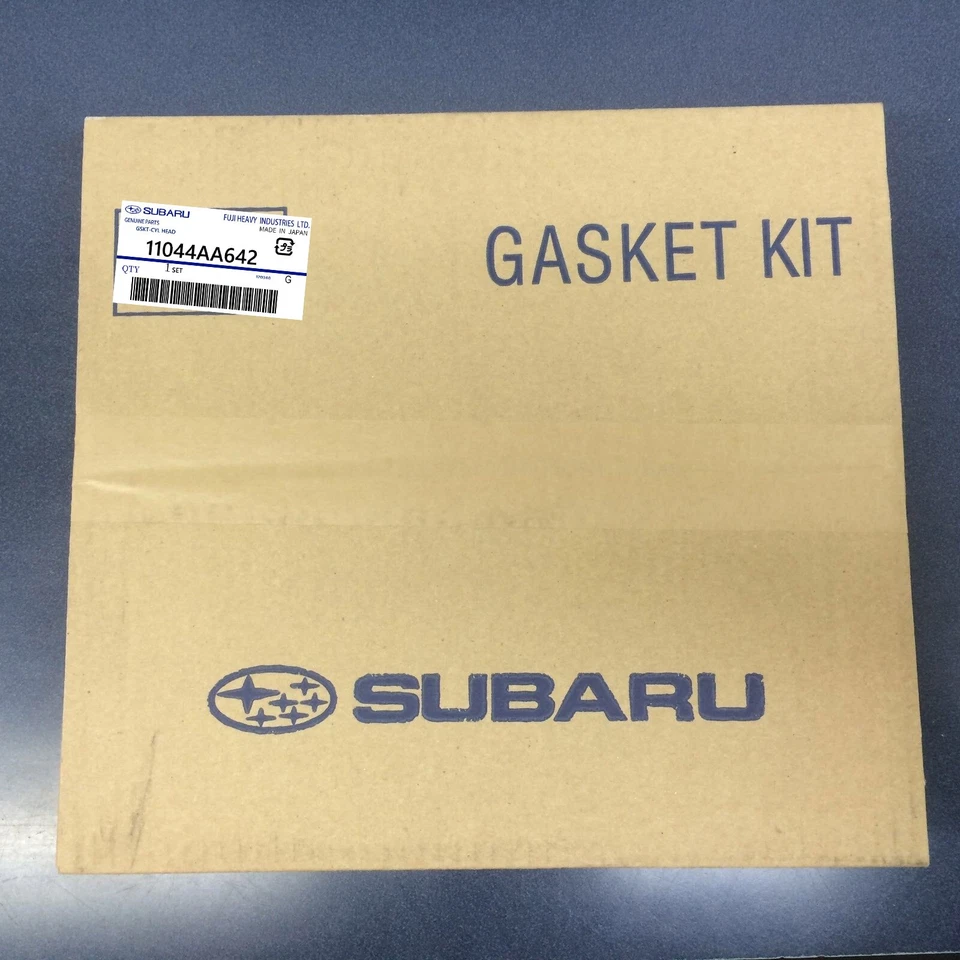 SUBARU
FUJI HEAVY INDUSTRIES LTD.
GENUINE PARTS
MADE IN JAPAN
GSKT-CYL HEAD
11044AA642
QTY 1 SET
G
GASKET KIT
SUBARU